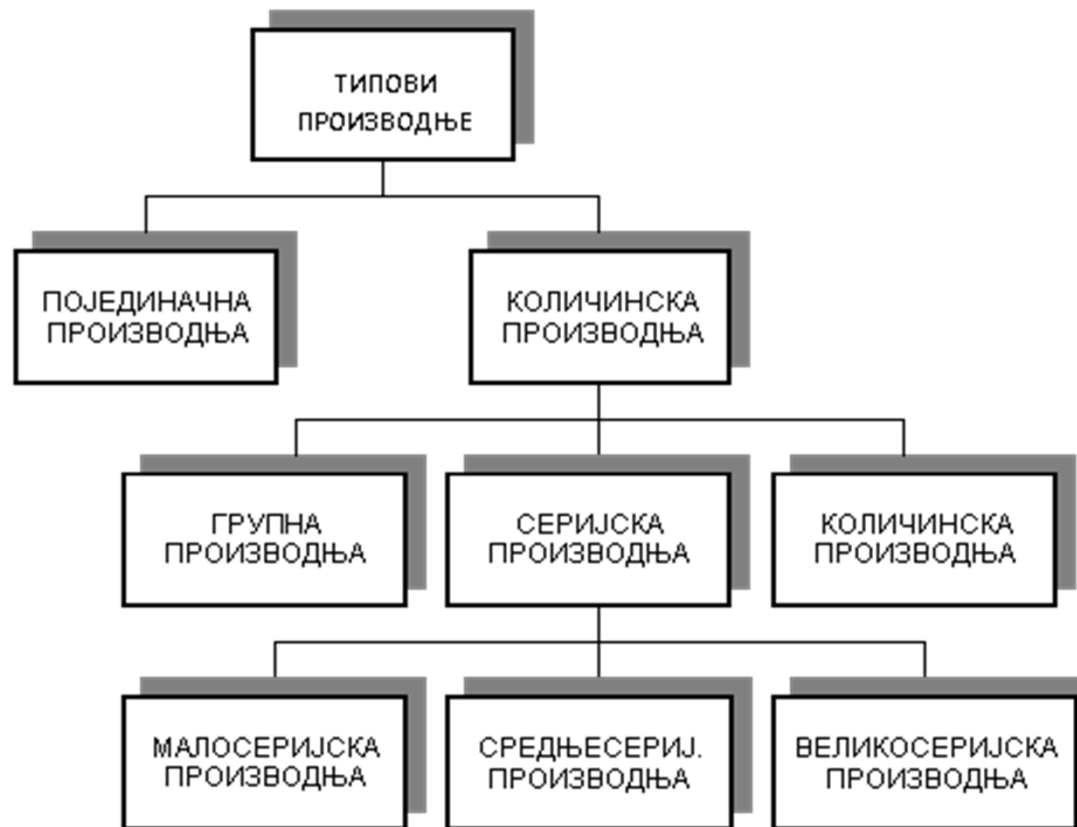 ТИПОВИ
ПРОИЗВОДЊЕ
ПОЈЕДИНАЧНА
ПРОИЗВОДЊА
КОЛИЧИНСКА
ПРОИЗВОДЊА
ГРУПНА
ПРОИЗВОДЊА
СЕРИЈСКА
ПРОИЗВОДЊА
КОЛИЧИНСКА
ПРОИЗВОДЊА
МАЛОСЕРИЈСКА
ПРОИЗВОДЊА
СРЕДЊЕСЕРИЈ.
ПРОИЗВОДЊА
ВЕЛИКОСЕРИЈСКА
ПРОИЗВОДЊА